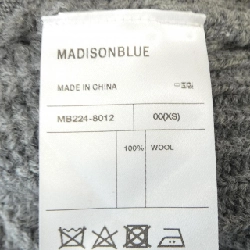 MADISONBLUE
MADE IN CHINA
MB224-8012 00(XS)
100% WOOL